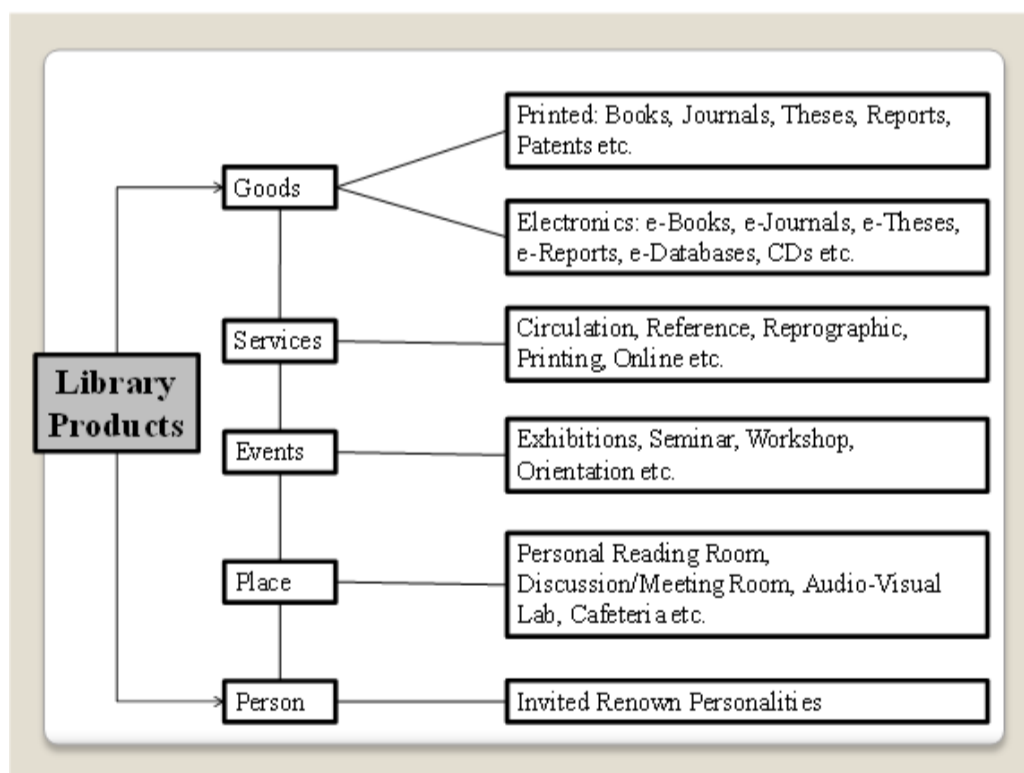 Library
Products
Goods
Printed: Books, Journals, Theses, Reports,
Patents etc.
Electronics: e-Books, e-Journals, e-Theses,
e-Reports, e-Databases, CDs etc.
Services
Circulation, Reference, Reprographic,
Printing, Online etc.
Events
Exhibitions, Seminar, Workshop,
Orientation etc.
Place
Personal Reading Room,
Discussion/Meeting Room, Audio-Visual
Lab, Cafeteria etc.
Person
Invited Renown Personalities